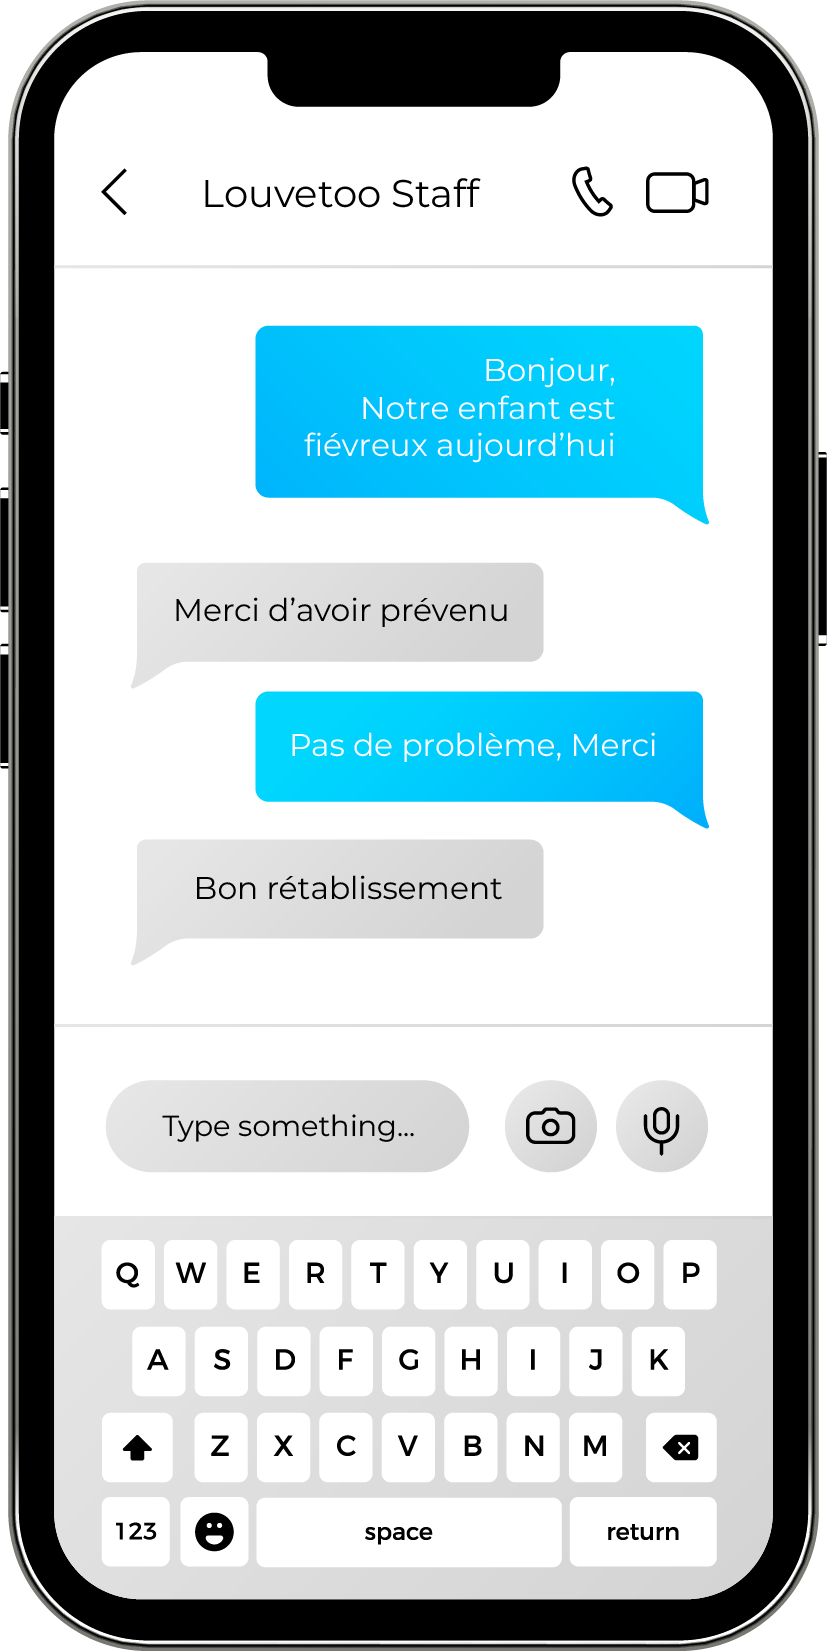 Louvetoo Staff
Bonjour,
Notre enfant est
fiévreux aujourd’hui
Merci d’avoir prévenu
Pas de problème, Merci
Bon rétablissement
Type something...
Q W E R T Y U I O P
A S D F G H I J K
Z X C V B N M
123 space return